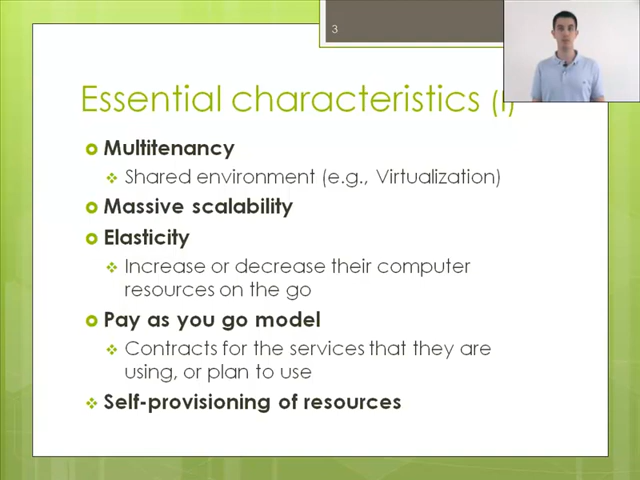 3
Essential characteristics (I)
Multitenancy
Shared environment (e.g., Virtualization)
Massive scalability
Elasticity
Increase or decrease their computer
resources on the go
Pay as you go model
Contracts for the services that they are
using, or plan to use
Self-provisioning of resources